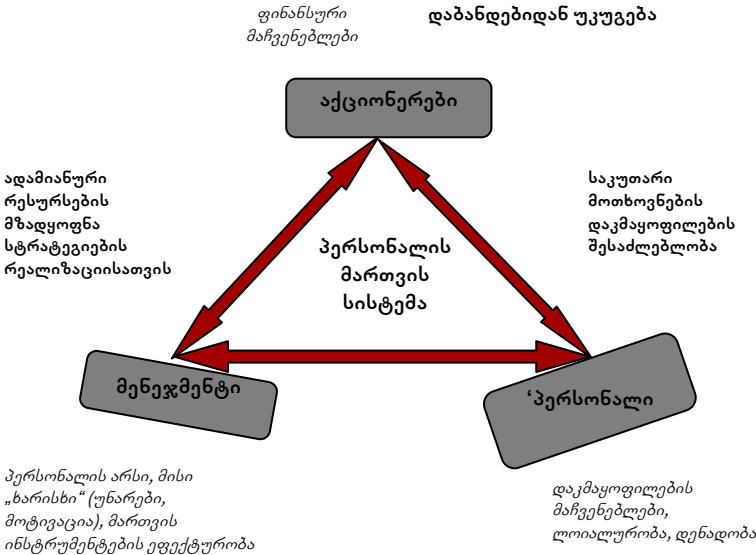 ფინანსური
მაჩვენებლები
დაბანდებიდან უკუგება
აქციონერები
ადამიანური
რესურსების
მზადყოფნა
სტრატეგიების
რეალიზაციისათვის
საკუთარი
მოთხოვნების
დაკმაყოფილების
შესაძლებლობა
პერსონალის
მართვის
სისტემა
მენეჯმენტი
‘პერსონალი
პერსონალის არსი, მისი
„ხარისხი“ (უნარები,
მოტივაცია), მართვის
ინსტრუმენტების ეფექტურობა
დაკმაყოფილების
მაჩვენებლები,
ლოიალურობა, დენადობა